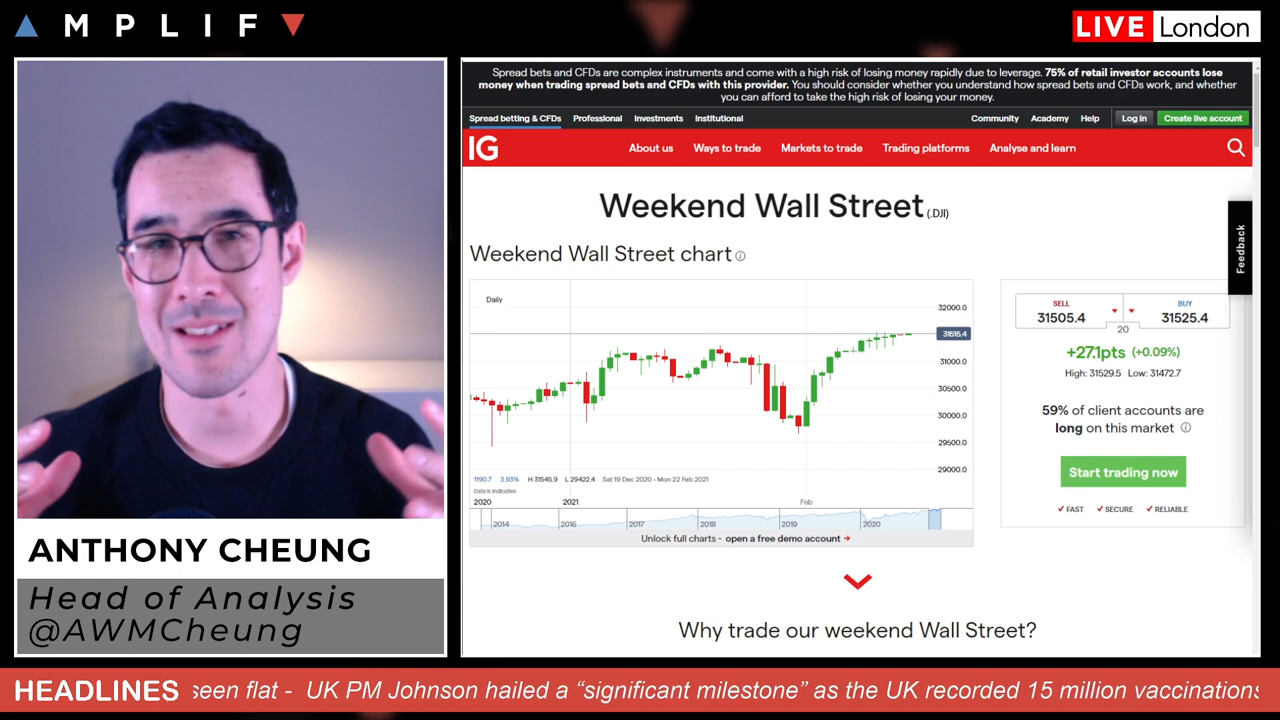 AMPLIFY
LIVE London
Spread bets and CFDs are complex instruments and come with a high risk of losing money rapidly due to leverage. 75% of retail investor accounts lose
money when trading spread bets and CFDs with this provider. You should consider whether you understand how spread bets and CFDs work, and whether
you can afford to take the high risk of losing your money.
Spread betting & CFDs Professional Investments Institutional Community Academy Help Log in Create live account
IG About us Ways to trade Markets to trade Trading platforms Analyse and learn
Weekend Wall Street (.DJI)
Feedback
Weekend Wall Street chart
Daily
32000.0
31515.4
31000.0
30500.0
30000.0
29500.0
29000.0
1190.7 3.93% H 31545.9 L 29422.4 Sat 19 Dec 2020 - Mon 22 Feb 2021
Data is indicative
2020 2021 Feb
2014 2016 2017 2018 2019 2020
Unlock full charts - open a free demo account →
SELL BUY
31505.4 31525.4
20
+27.1pts (+0.09%)
High: 31529.5 Low: 31472.7
59% of client accounts are
long on this market
Start trading now
FAST SECURE RELIABLE
Why trade our weekend Wall Street?
ANTHONY CHEUNG
Head of Analysis
@AWMCheung
HEADLINES seen flat - UK PM Johnson hailed a “significant milestone” as the UK recorded 15 million vaccinations